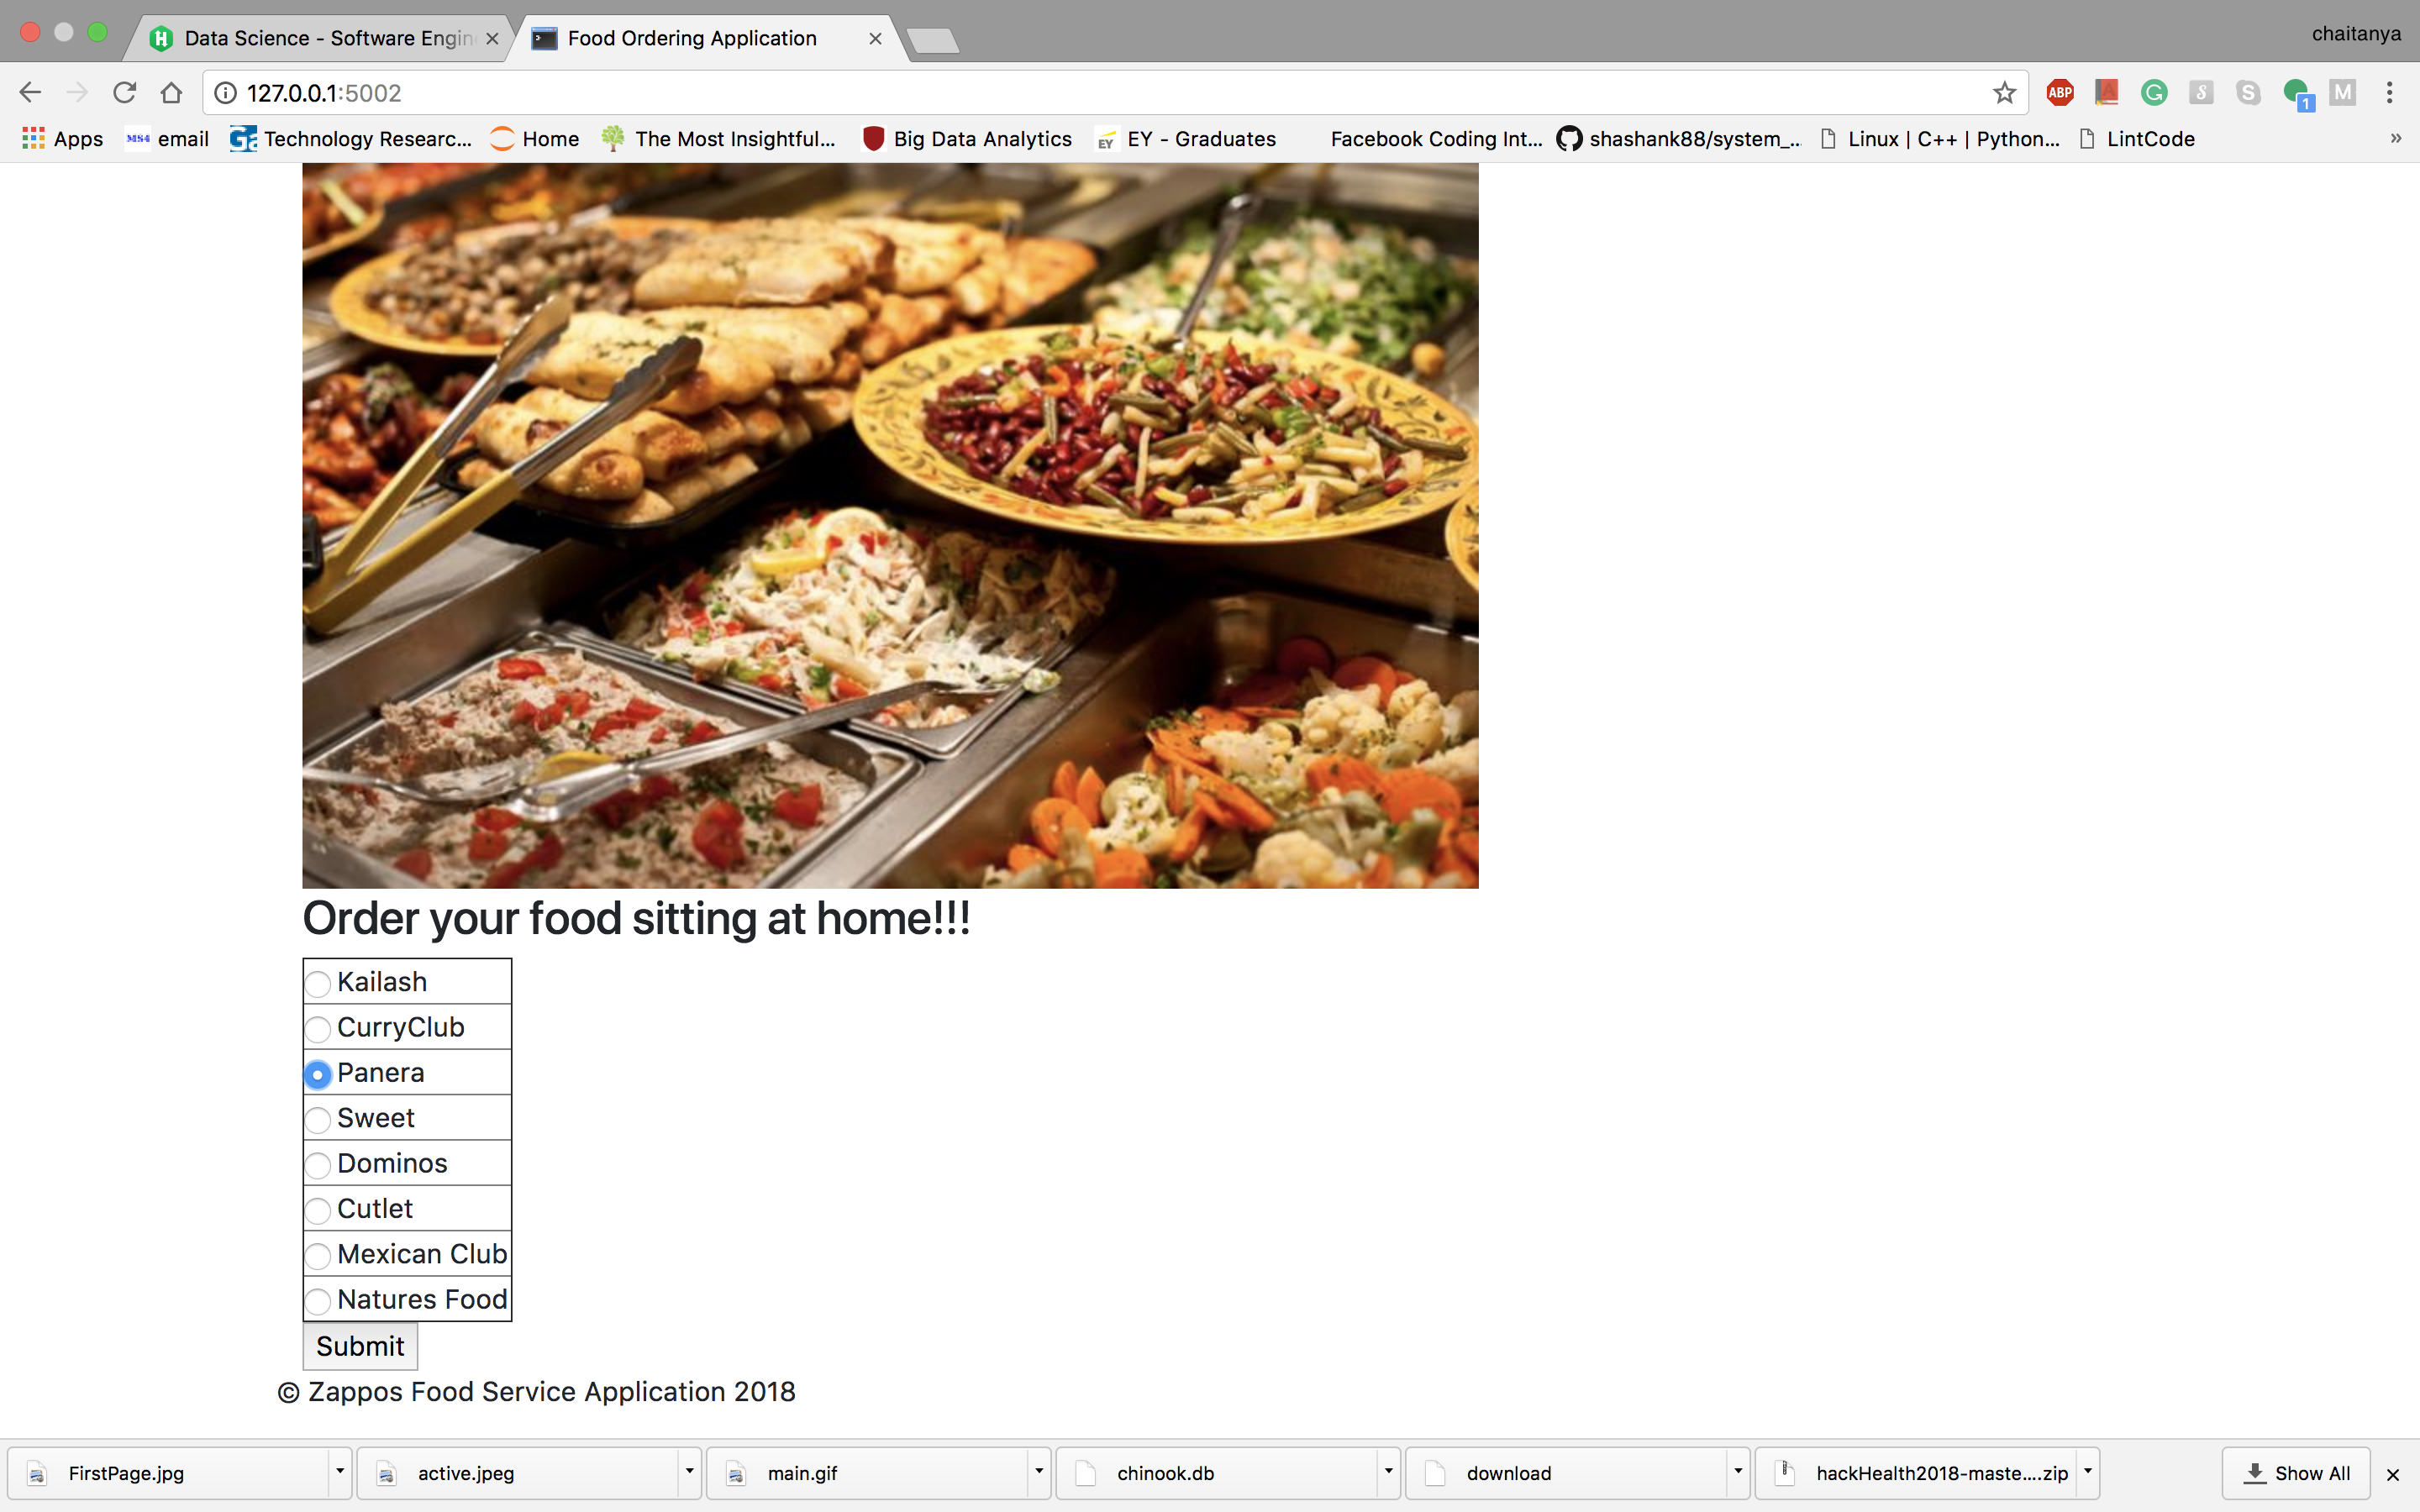 Data Science - Software Engin
Food Ordering Application
chaitanya
127.0.0.1:5002
ABP
1
M
Apps
email
Technology Researc...
Home
The Most Insightful...
Big Data Analytics
EY
EY - Graduates
Facebook Coding Int...
shashank88/system_...
Linux | C++ | Python...
LintCode
»
Order your food sitting at home!!!
Kailash
CurryClub
Panera
Sweet
Dominos
Cutlet
Mexican Club
Natures Food
Submit
© Zappos Food Service Application 2018
FirstPage.jpg
active.jpeg
main.gif
chinook.db
download
hackHealth2018-maste....zip
Show All